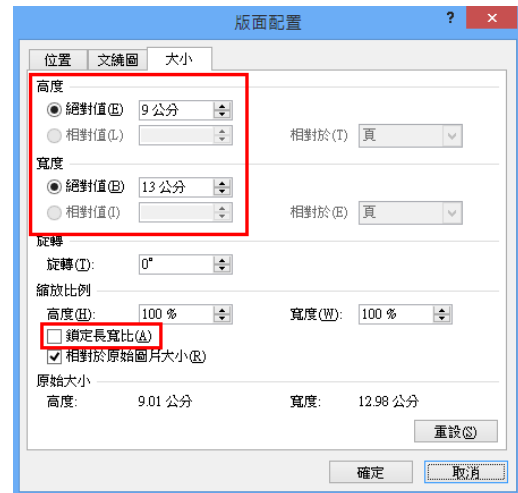 版面配置 ? ×
位置 文繞圖 大小
高度
絕對值(E) 9 公分
相對值(L) 相對於(T) 頁
寬度
絕對值(B) 13 公分
相對值(I) 相對於(E) 頁
旋轉
旋轉(T): 0°
縮放比例
高度(H): 100 % 寬度(W): 100 %
鎖定長寬比(A)
相對於原始圖片大小(R)
原始大小
高度: 9.01 公分 寬度: 12.98 公分
重設(S)
確定 取消